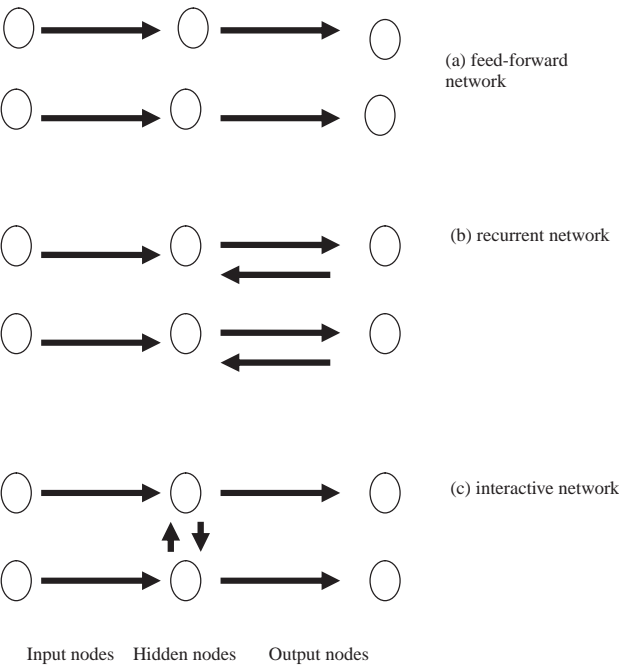 (a) feed-forward
network
(b) recurrent network
(c) interactive network
Input nodes Hidden nodes Output nodes